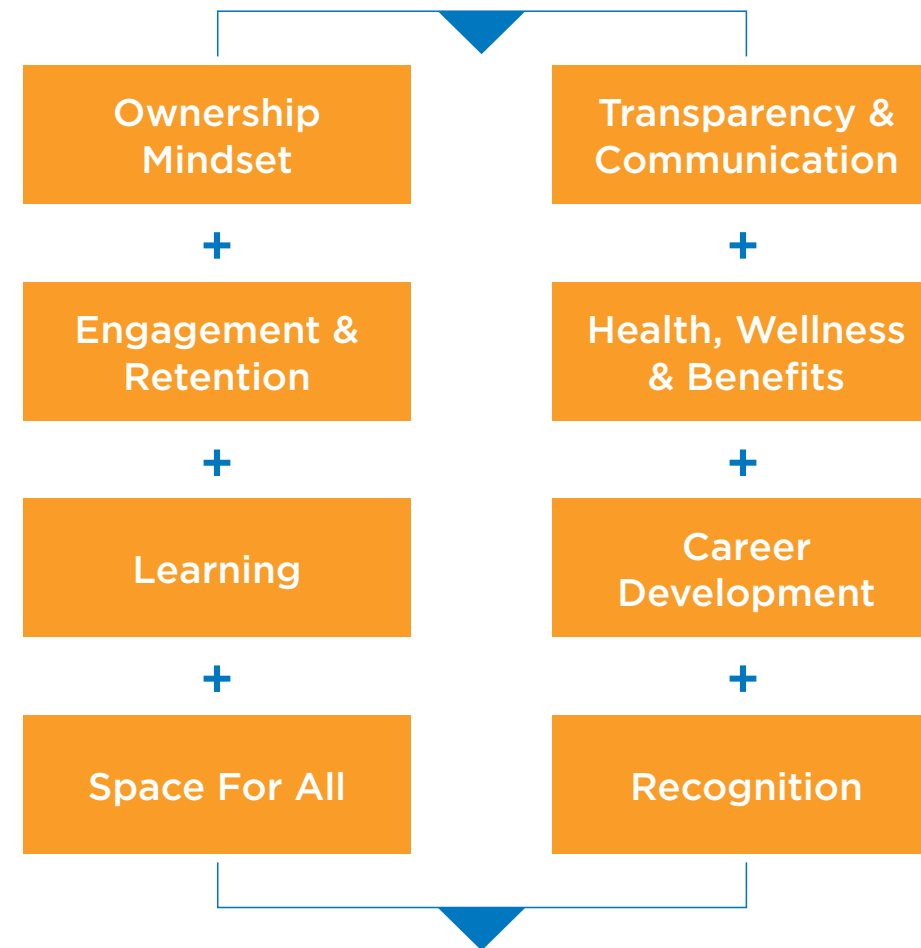 Ownership
Mindset
Transparency &
Communication
+
+
Engagement &
Retention
Health, Wellness
& Benefits
+
+
Learning
Career
Development
+
+
Space For All
Recognition